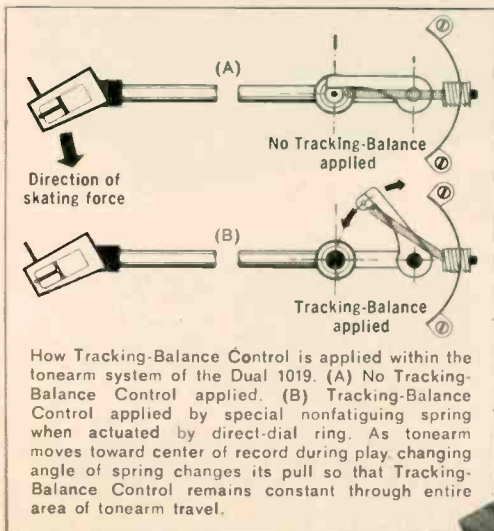 (A)
No Tracking-Balance
applied
Direction of
skating force
(B)
Tracking-Balance
applied
How Tracking-Balance Control is applied within the
tonearm system of the Dual 1019. (A) No Tracking-
Balance Control applied. (B) Tracking-Balance
Control applied by special nonfatiguing spring
when actuated by direct-dial ring. As tonearm
moves toward center of record during play, changing
angle of spring changes its pull so that Tracking-
Balance Control remains constant through entire
area of tonearm travel.